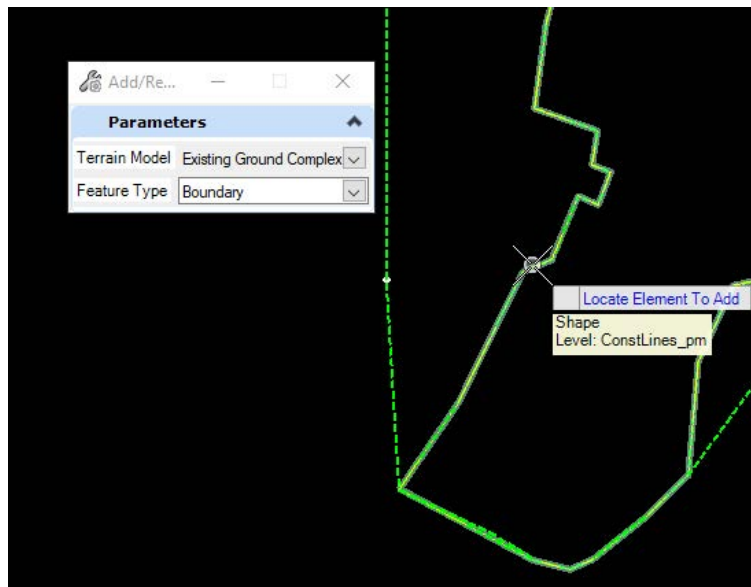 Add/Re...
Parameters
Terrain Model Existing Ground Complex
Feature Type Boundary
Locate Element To Add
Shape
Level: ConstLines_pm